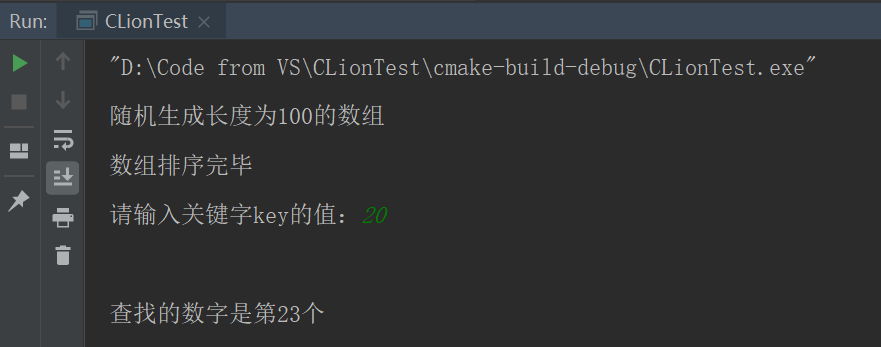 Run: CLionTest
"D:\Code from VS\CLionTest\cmake-build-debug\CLionTest.exe"
随机生成长度为100的数组
数组排序完毕
请输入关键字key的值：20
查找的数字是第23个